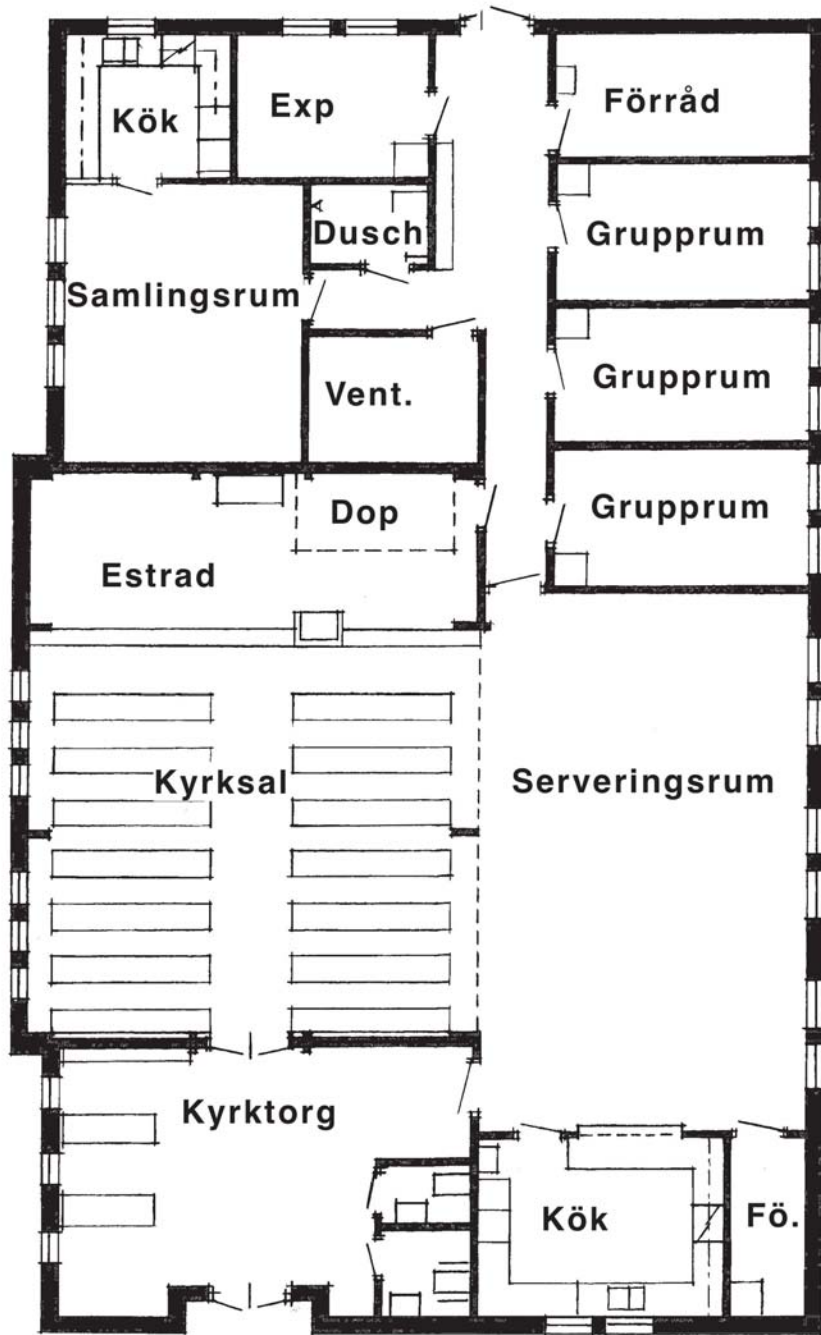 Kök
Exp
Förråd
Dusch
Grupprum
Samlingsrum
Vent.
Grupprum
Dop
Grupprum
Estrad
Kyrksal
Serveringsrum
Kyrktorg
Kök
Fö.